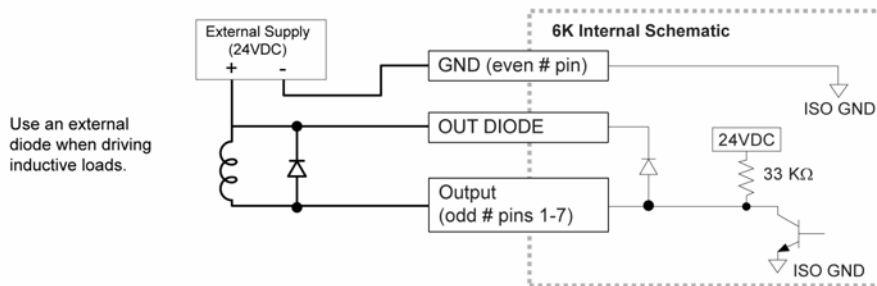 External Supply
(24VDC)
+ -
6K Internal Schematic
GND (even # pin)
ISO GND
Use an external
diode when driving
inductive loads.
OUT DIODE
24VDC
33 KΩ
Output
(odd # pins 1-7)
ISO GND